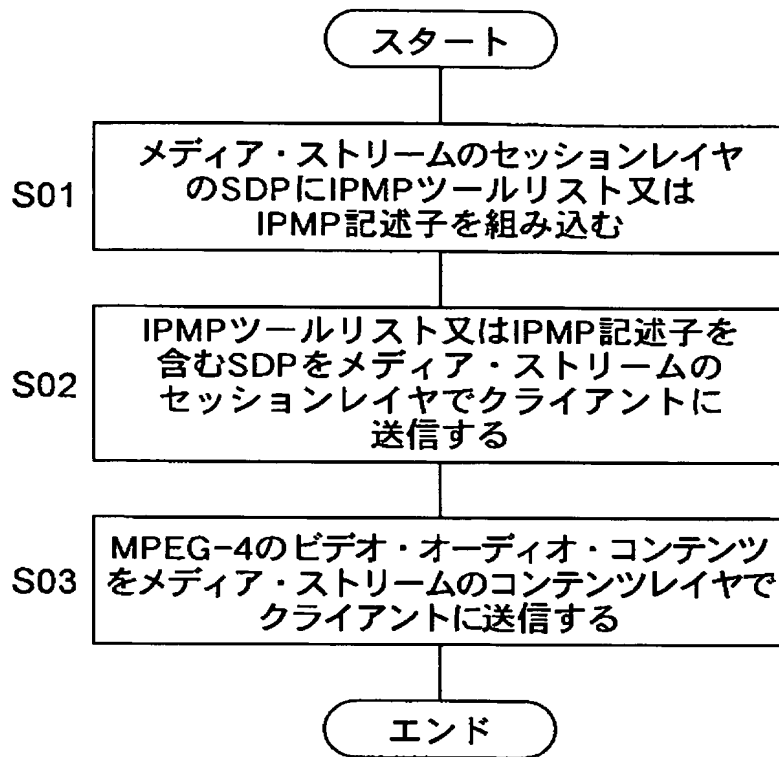 スタート
S01
メディア・ストリームのセッションレイヤ
のSDPにIPMPツールリスト又は
IPMP記述子を組み込む
S02
IPMPツールリスト又はIPMP記述子を
含むSDPをメディア・ストリームの
セッションレイヤでクライアントに
送信する
S03
MPEG-4のビデオ・オーディオ・コンテンツ
をメディア・ストリームのコンテンツレイヤで
クライアントに送信する
エンド